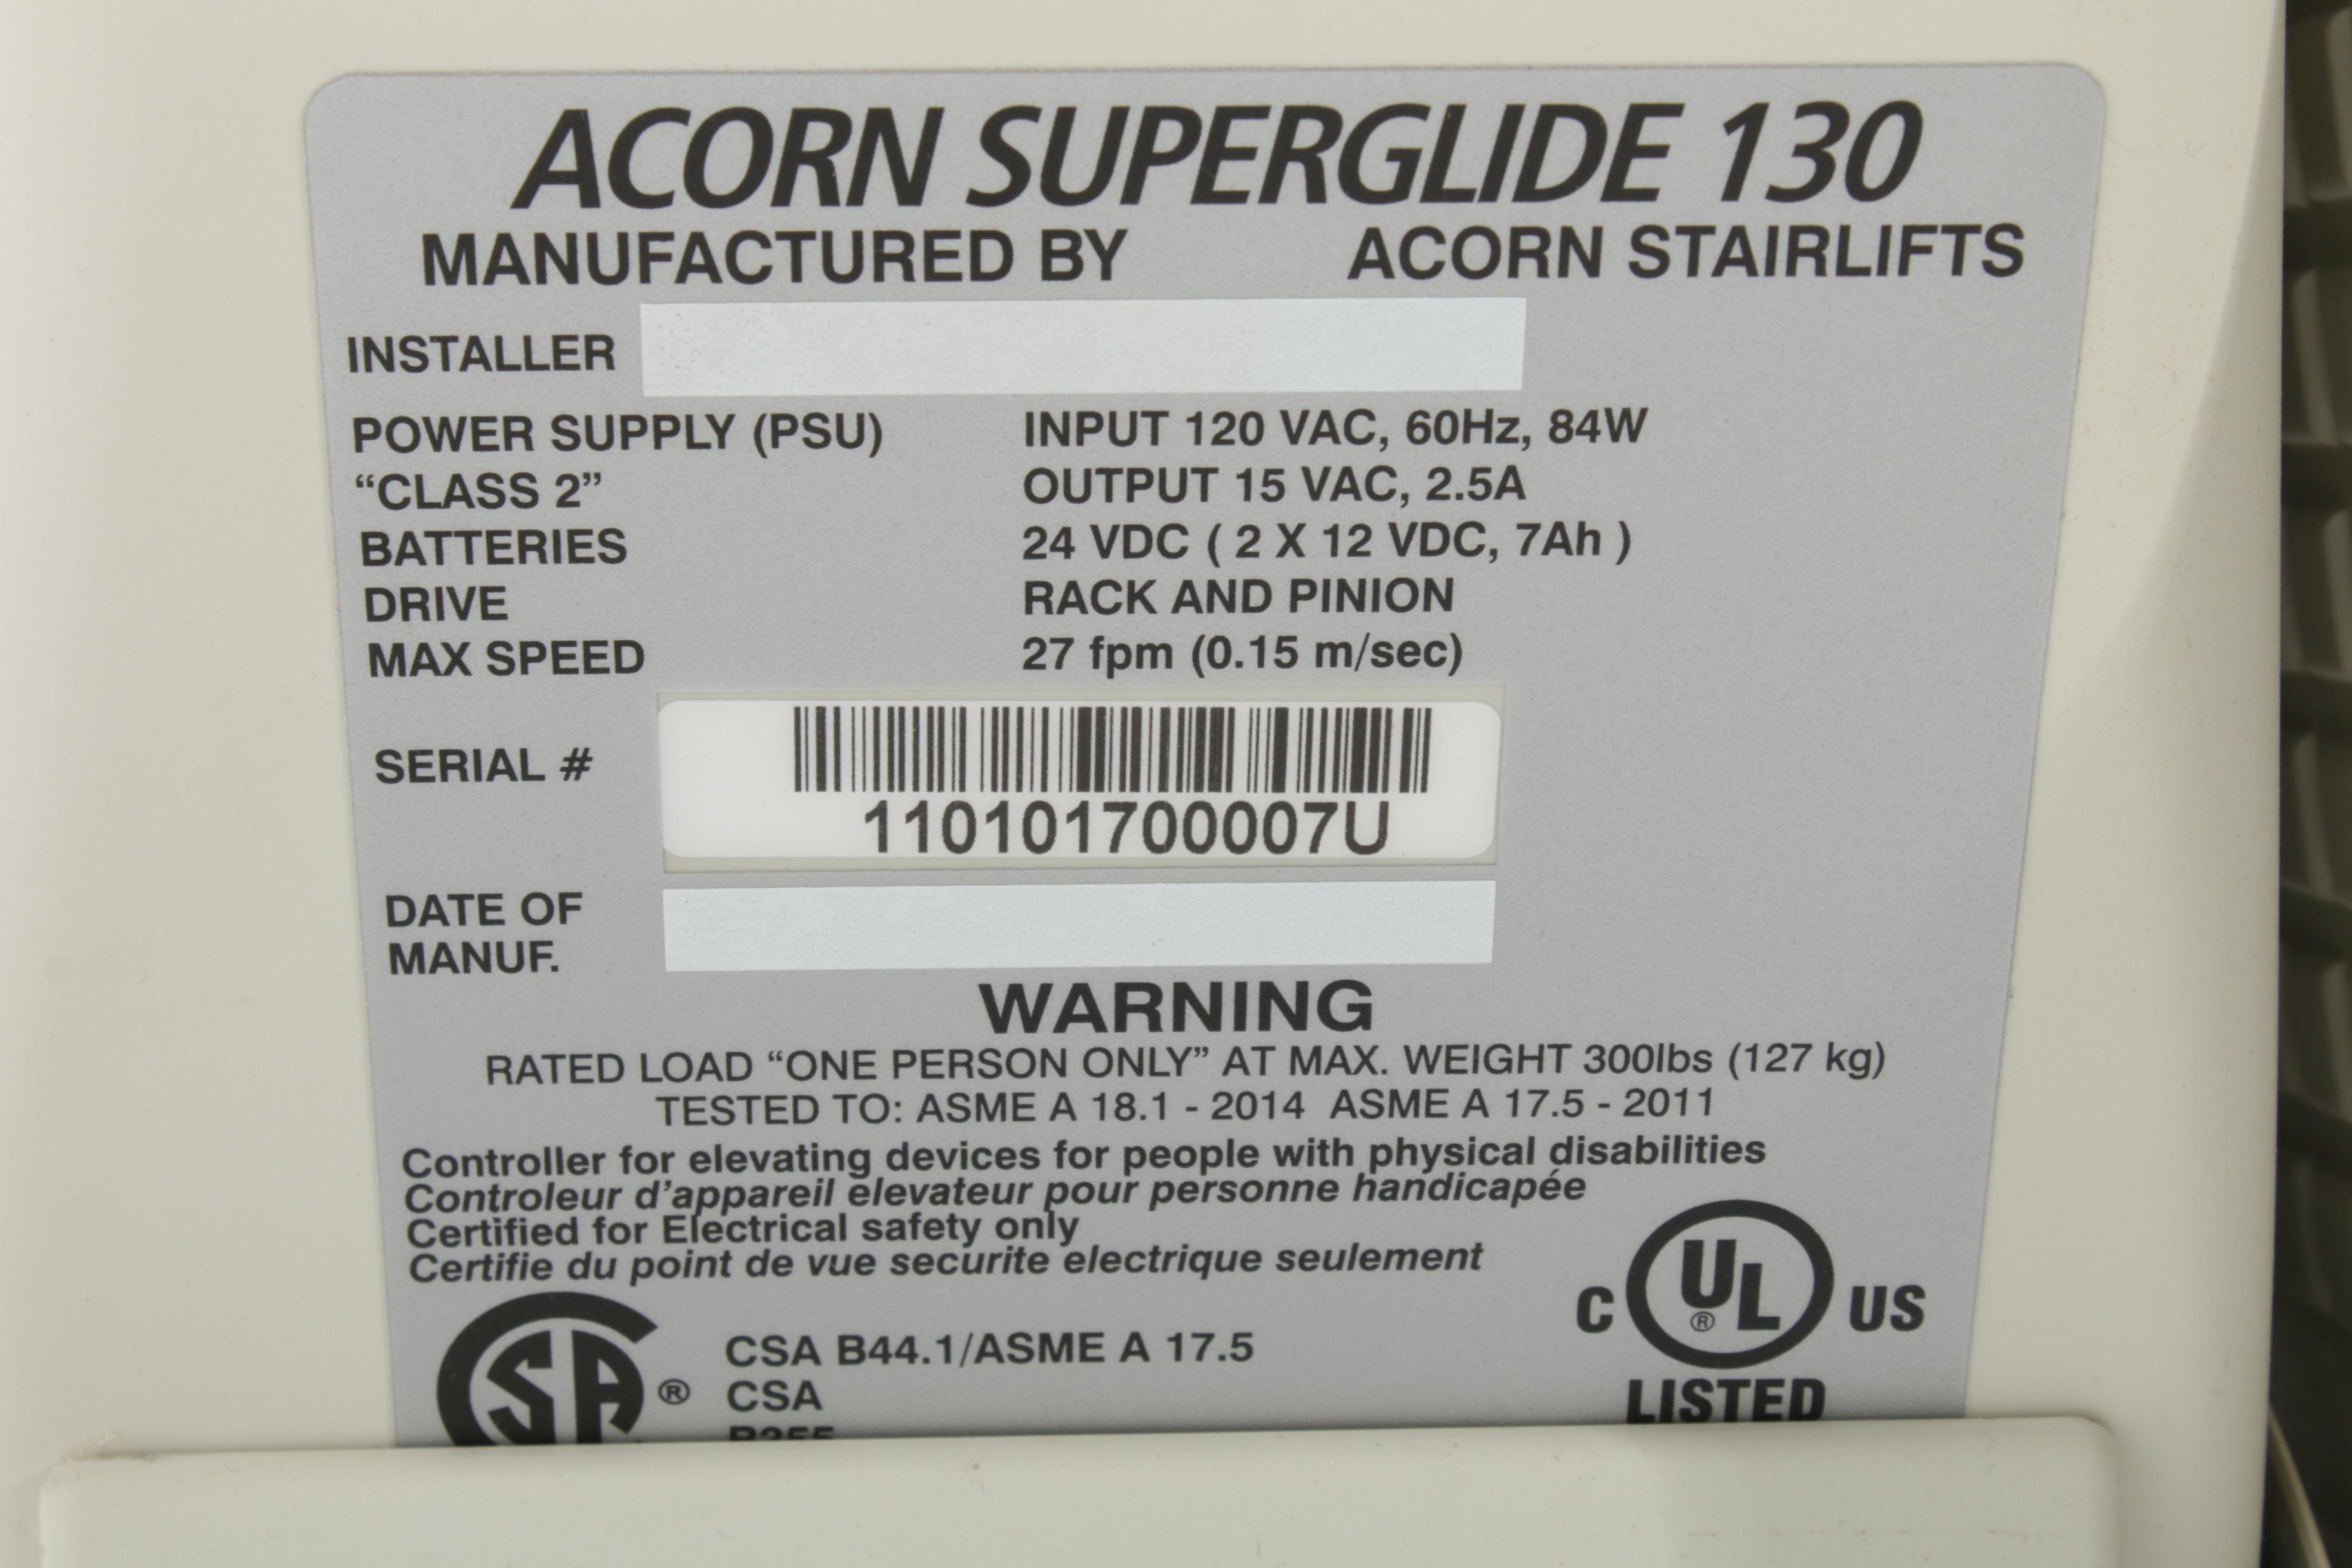 ACORN SUPERGLIDE 130
MANUFACTURED BY ACORN STAIRLIFTS
INSTALLER
POWER SUPPLY (PSU) INPUT 120 VAC, 60Hz, 84W
“CLASS 2” OUTPUT 15 VAC, 2.5A
BATTERIES 24 VDC ( 2 X 12 VDC, 7Ah )
DRIVE RACK AND PINION
MAX SPEED 27 fpm (0.15 m/sec)
SERIAL # 110101700007U
DATE OF
MANUF.
WARNING
RATED LOAD “ONE PERSON ONLY” AT MAX. WEIGHT 300lbs (127 kg)
TESTED TO: ASME A 18.1 - 2014 ASME A 17.5 - 2011
Controller for elevating devices for people with physical disabilities
Controleur d’appareil elevateur pour personne handicapée
Certified for Electrical safety only
Certifie du point de vue securite electrique seulement
C UL ® US
LISTED
SA ® CSA B44.1/ASME A 17.5
CSA